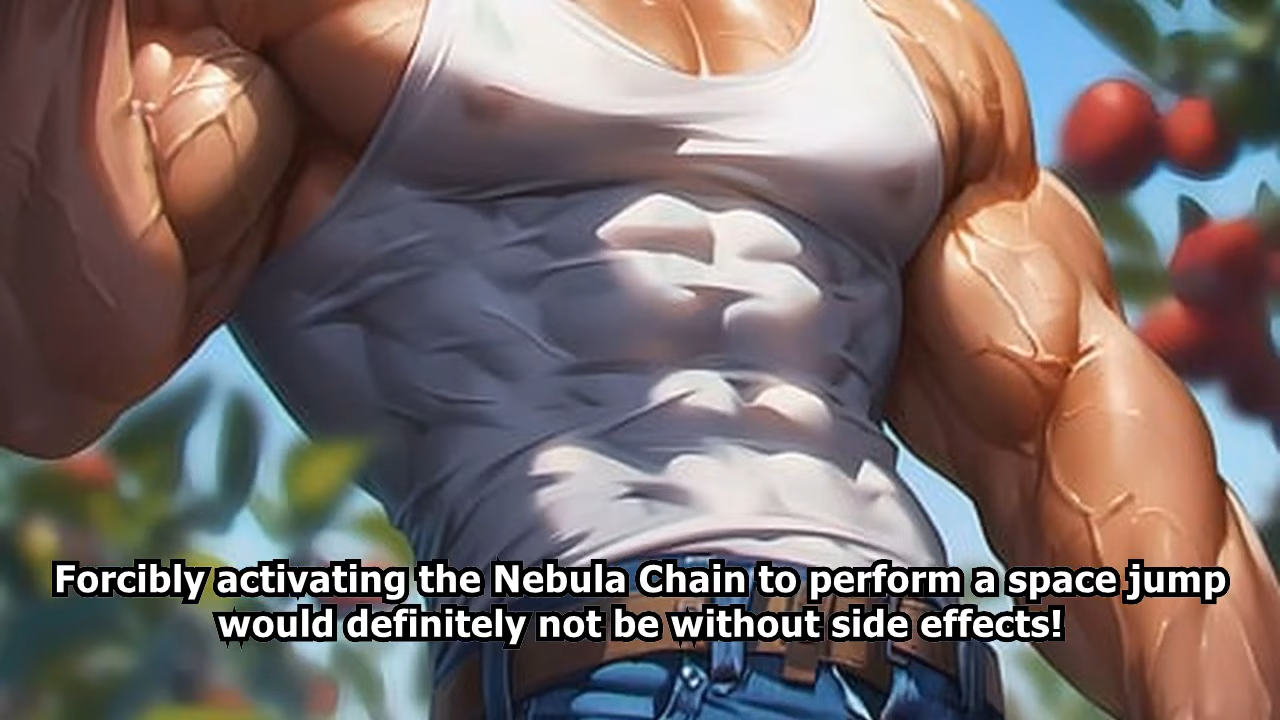 Forcibly activating the Nebula Chain to perform a space jump
would definitely not be without side effects!